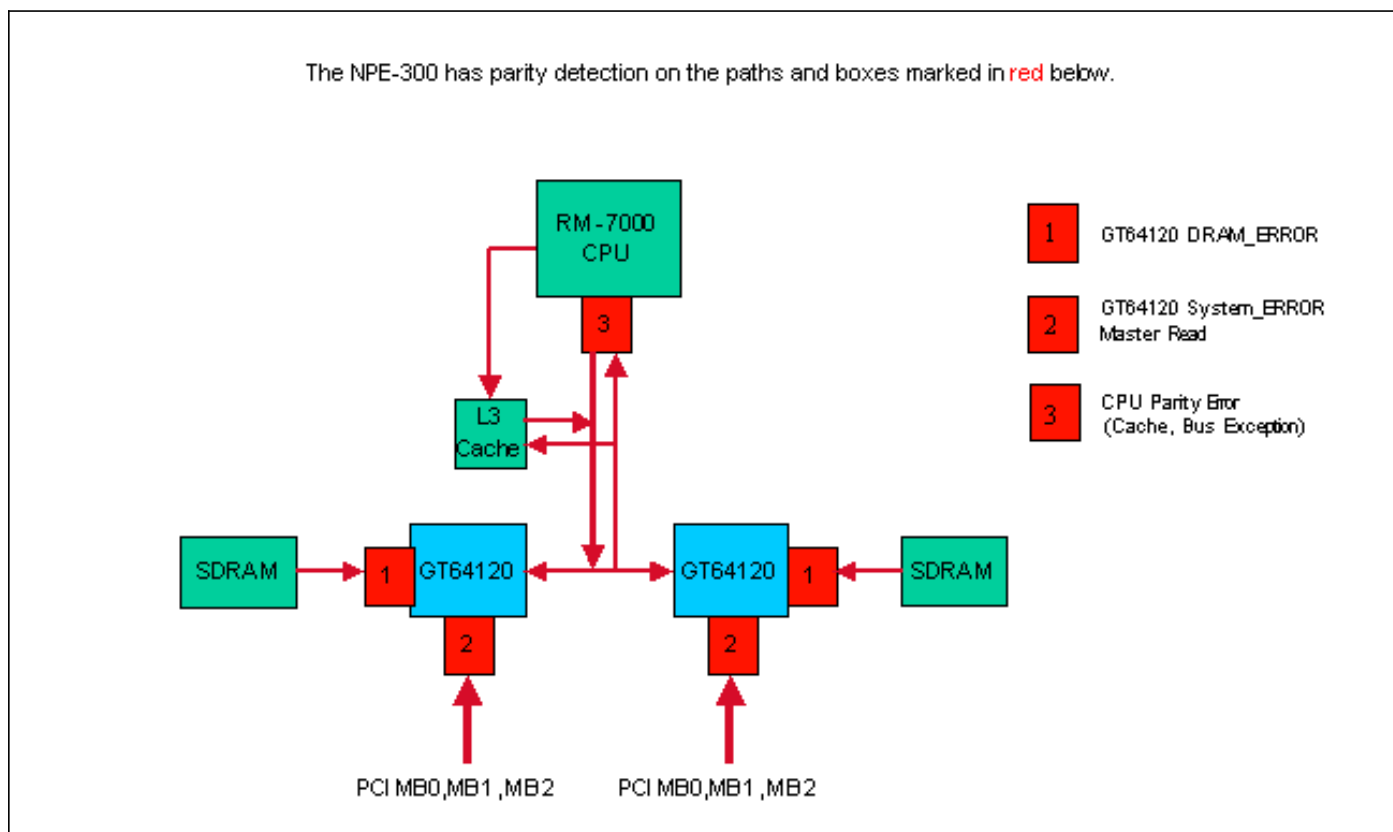 The NPE-300 has parity detection on the paths and boxes marked in red below.
RM-7000
CPU
3
L3
Cache
1
GT64120 DRAM_ERROR
2
GT64120 System_ERROR
Master Read
3
CPU Parity Error
(Cache, Bus Exception)
SDRAM
1
GT64120
2
GT64120
1
SDRAM
2
PCI MB0,MB1,MB2
PCI MB0,MB1,MB2